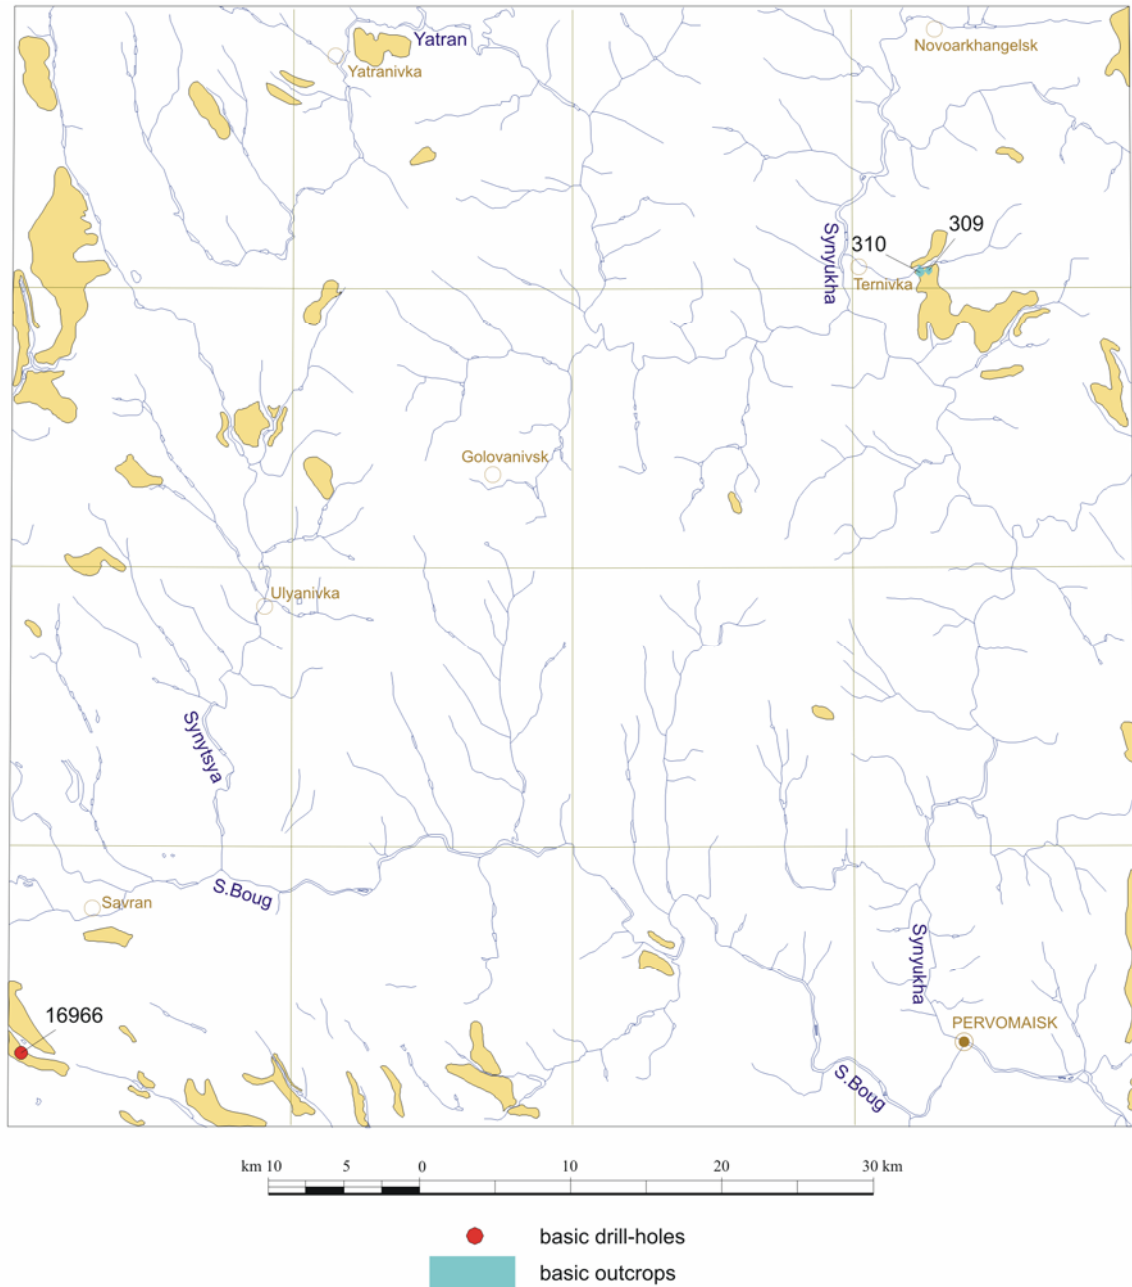 Yatran
Novoarkhangelsk
Yatranivka
309
310
Synyukha
Ternivka
Golovanivsk
Ulyanivka
Synytsya
S.Boug
Savran
Synyukha
16966
PERVOMAISK
S.Boug
km 10 5 0 10 20 30 km
basic drill-holes
basic outcrops